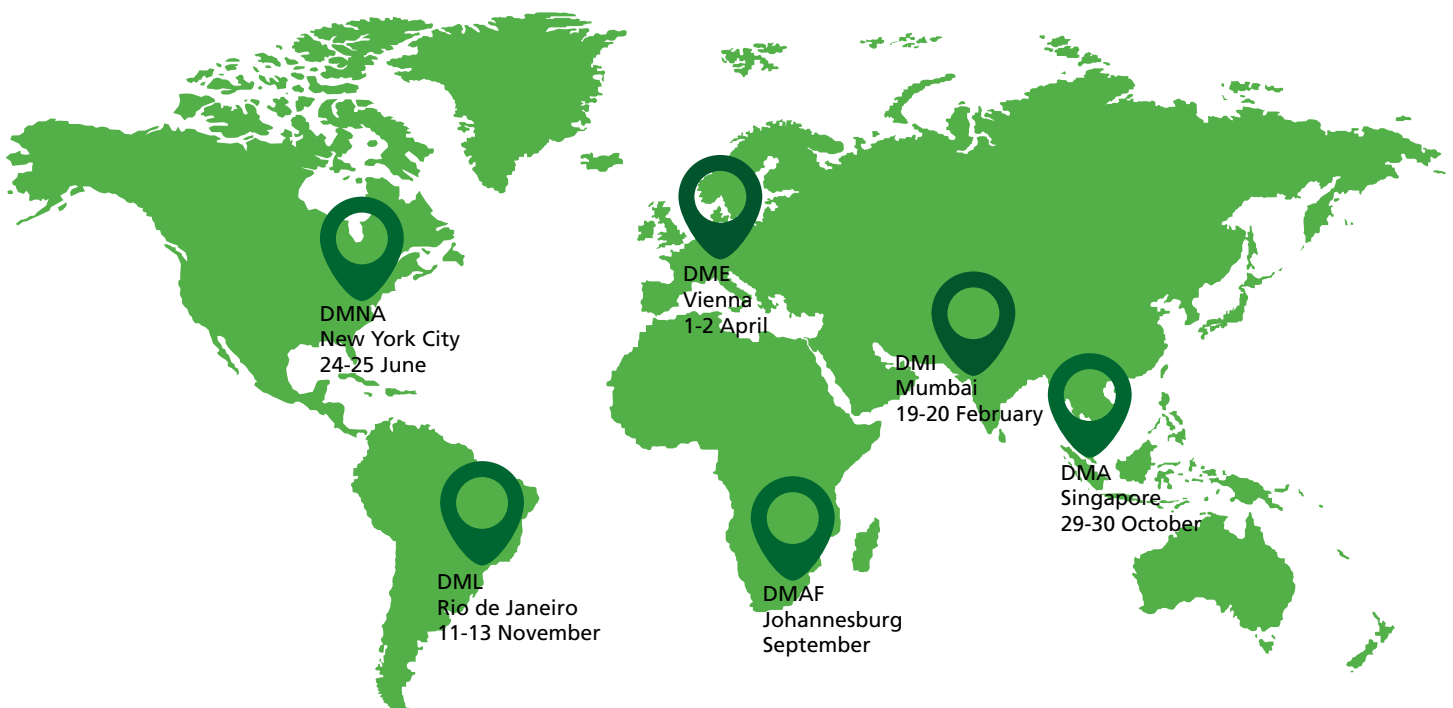 DME
Vienna
1-2 April
DMNA
New York City
24-25 June
DMI
Mumbai
19-20 February
DMA
Singapore
29-30 October
DML
Rio de Janeiro
11-13 November
DMAF
Johannesburg
September